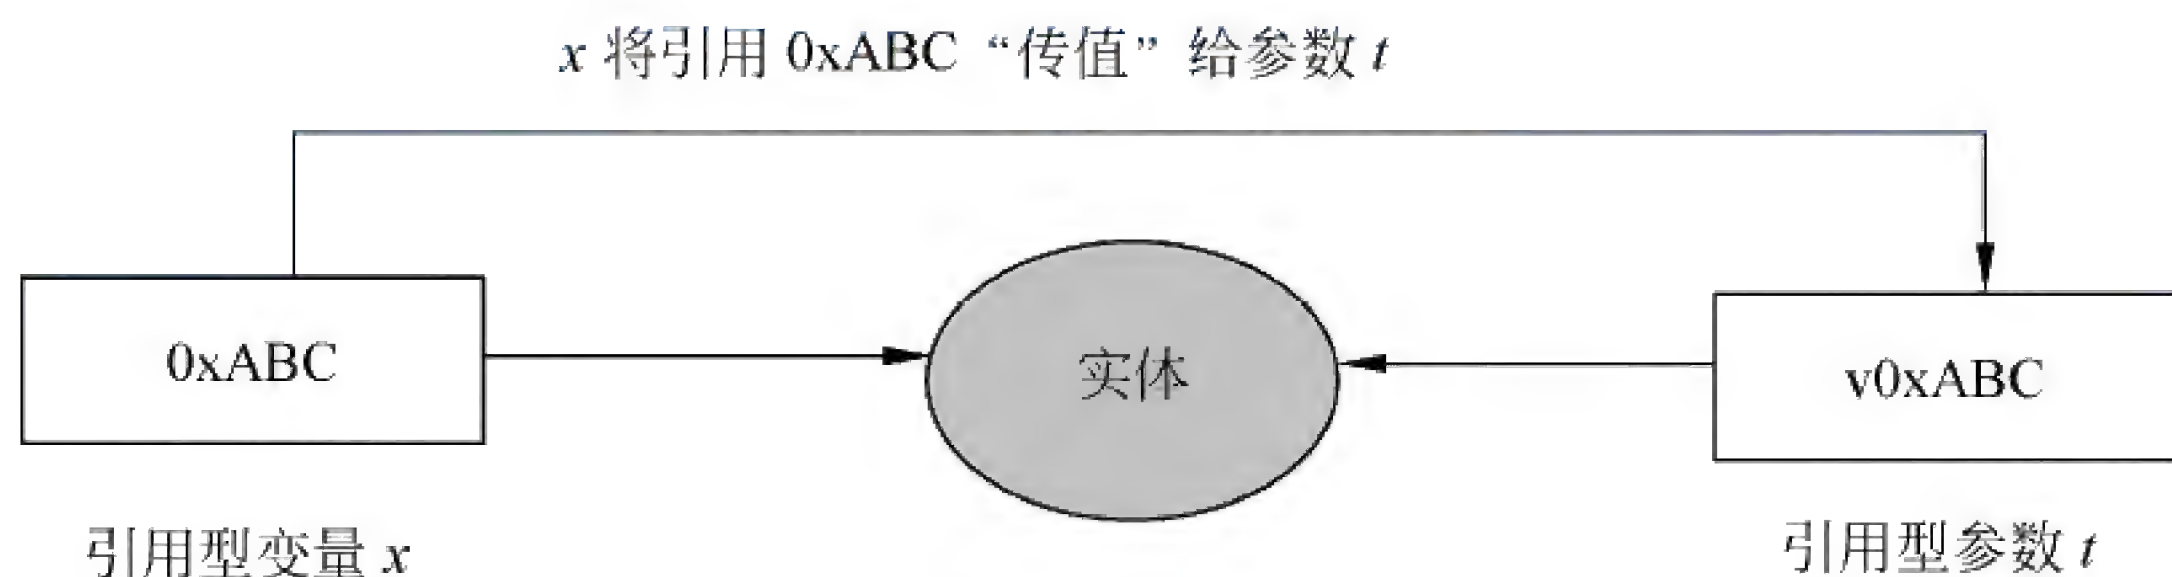 x 将引用 0xABC “传值” 给参数 t
0xABC
实体
v0xABC
引用型变量 x
引用型参数 t